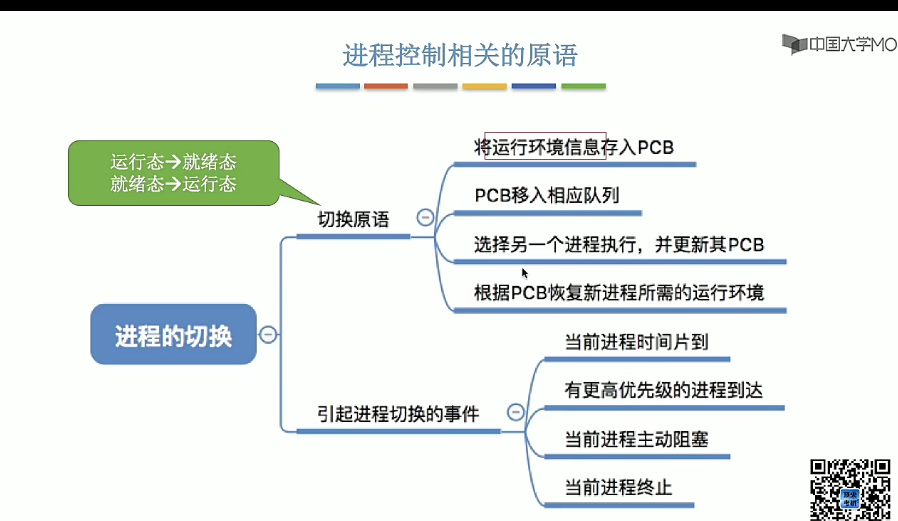 进程控制相关的原语
中国大学MO
运行态→就绪态
就绪态→运行态
将运行环境信息存入PCB
PCB移入相应队列
切换原语
选择另一个进程执行，并更新其PCB
根据PCB恢复新进程所需的运行环境
进程的切换
当前进程时间片到
有更高优先级的进程到达
引起进程切换的事件
当前进程主动阻塞
当前进程终止